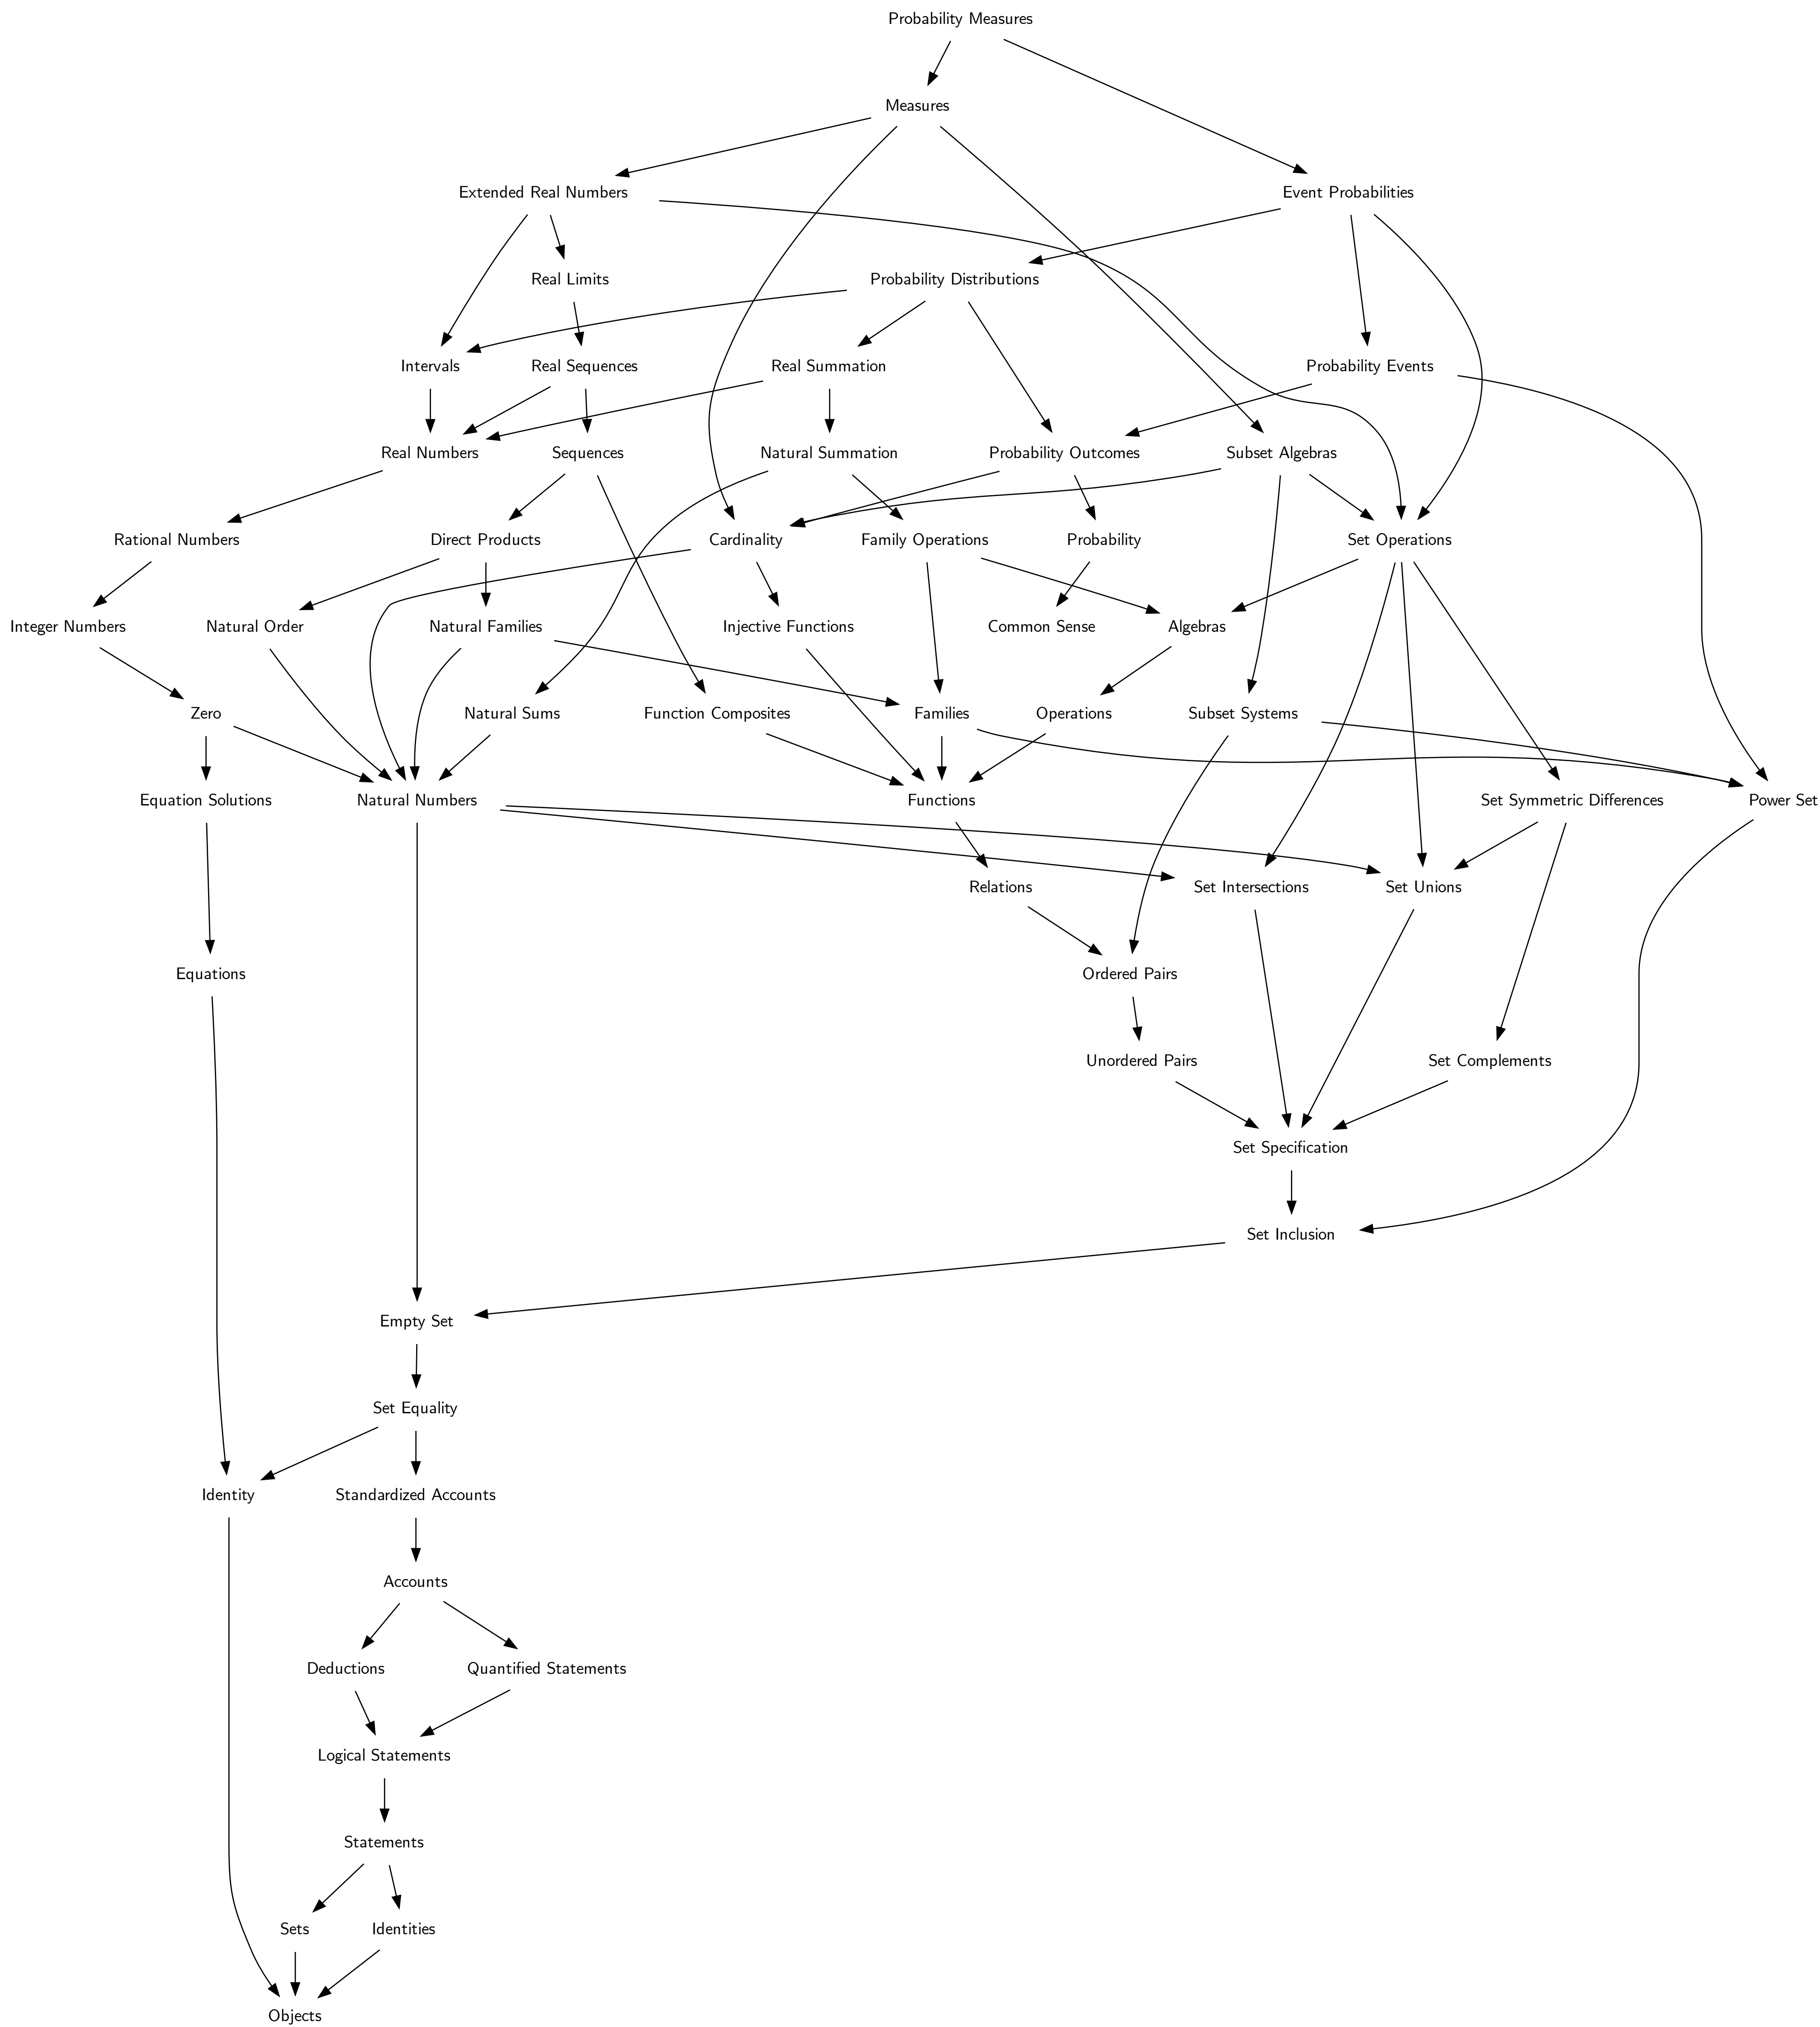 Probability Measures
Measures
Extended Real Numbers
Event Probabilities
Real Limits
Probability Distributions
Intervals
Real Sequences
Real Summation
Probability Events
Real Numbers
Sequences
Natural Summation
Probability Outcomes
Subset Algebras
Rational Numbers
Direct Products
Cardinality
Family Operations
Probability
Set Operations
Integer Numbers
Natural Order
Natural Families
Injective Functions
Common Sense
Algebras
Zero
Natural Sums
Function Composites
Families
Operations
Subset Systems
Equation Solutions
Natural Numbers
Functions
Set Symmetric Differences
Power Set
Relations
Set Intersections
Set Unions
Equations
Ordered Pairs
Unordered Pairs
Set Complements
Set Specification
Set Inclusion
Empty Set
Set Equality
Identity
Standardized Accounts
Accounts
Deductions
Quantified Statements
Logical Statements
Statements
Sets
Identities
Objects